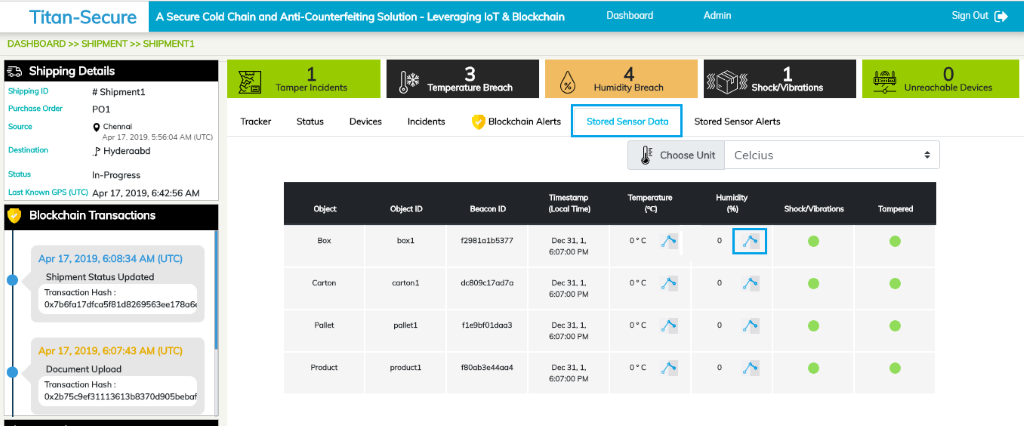 Titan-Secure
A Secure Cold Chain and Anti-Counterfeiting Solution - Leveraging IoT & Blockchain
Dashboard
Admin
Sign Out
DASHBOARD >> SHIPMENT >> SHIPMENT1
Shipping Details
Shipping ID # Shipment1
Purchase Order PO1
Source Chennai
Apr 17, 2019, 5:56:04 AM (UTC)
Destination Hyderaabd
Status In-Progress
Last Known GPS (UTC) Apr 17, 2019, 6:42:56 AM
Blockchain Transactions
Apr 17, 2019, 6:08:34 AM (UTC)
Shipment Status Updated
Transaction Hash :
0x7b6fa17dfca5f81d8269563ee178a6
Apr 17, 2019, 6:07:43 AM (UTC)
Document Upload
Transaction Hash :
0x2b75c9ef31113613b8370d905bebaf
1
Tamper Incidents
3
Temperature Breach
4
Humidity Breach
1
Shock/Vibrations
0
Unreachable Devices
Tracker Status Devices Incidents Blockchain Alerts Stored Sensor Data Stored Sensor Alerts
Choose Unit Celcius
Object Object ID Beacon ID Timestamp (Local Time) Temperature (°C) Humidity (%) Shock/Vibrations Tampered
Box box1 f2981a1b5377 Dec 31, 1, 6:07:00 PM 0 ° C 0
Carton carton1 dc809c17ad7a Dec 31, 1, 6:07:00 PM 0 ° C 0
Pallet pallet1 f1e9bf01daa3 Dec 31, 1, 6:07:00 PM 0 ° C 0
Product product1 f80ab3e44aa4 Dec 31, 1, 6:07:00 PM 0 ° C 0